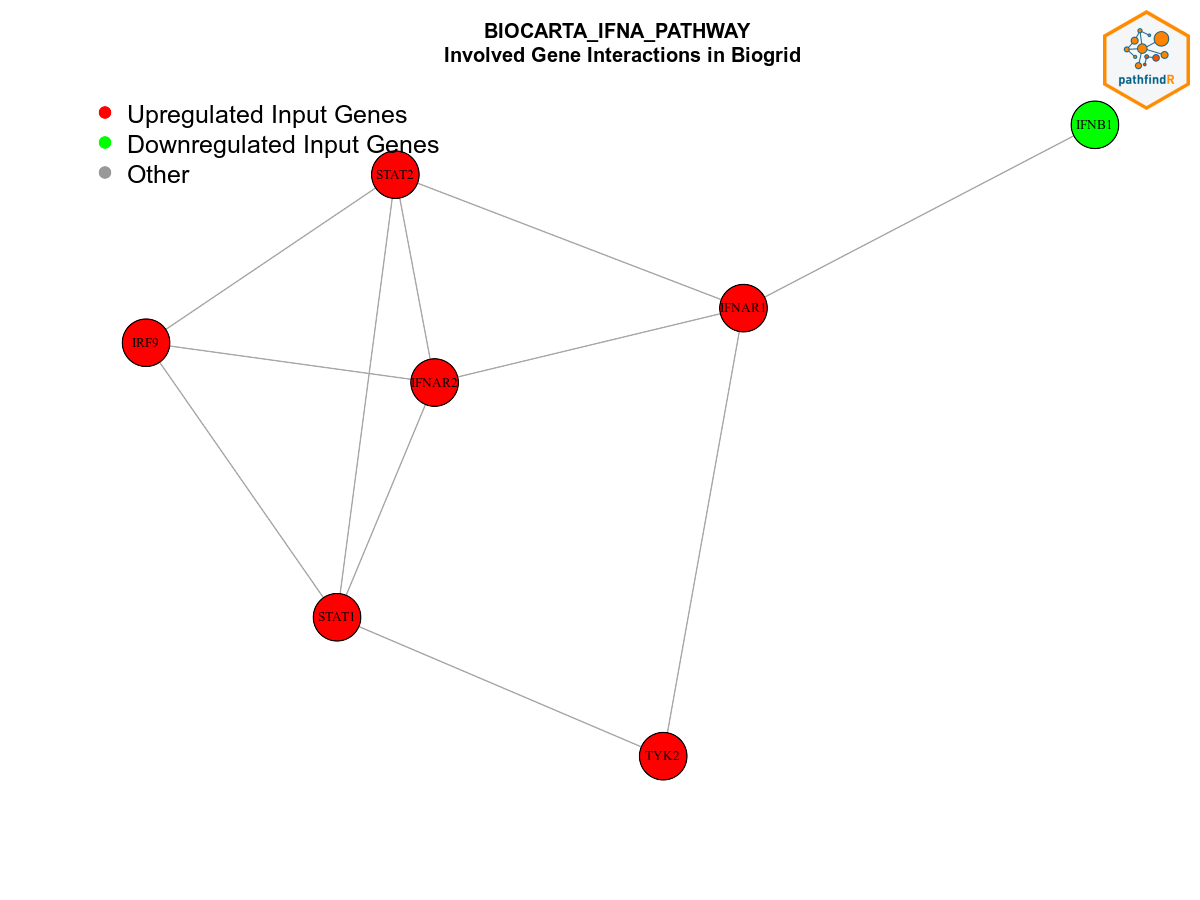 BIOCARTA_IFNA_PATHWAY
Involved Gene Interactions in Biogrid
pathfindR
Upregulated Input Genes
Downregulated Input Genes
Other
IFNB1
STAT2
IFNAR1
IRF9
IFNAR2
STAT1
TYK2